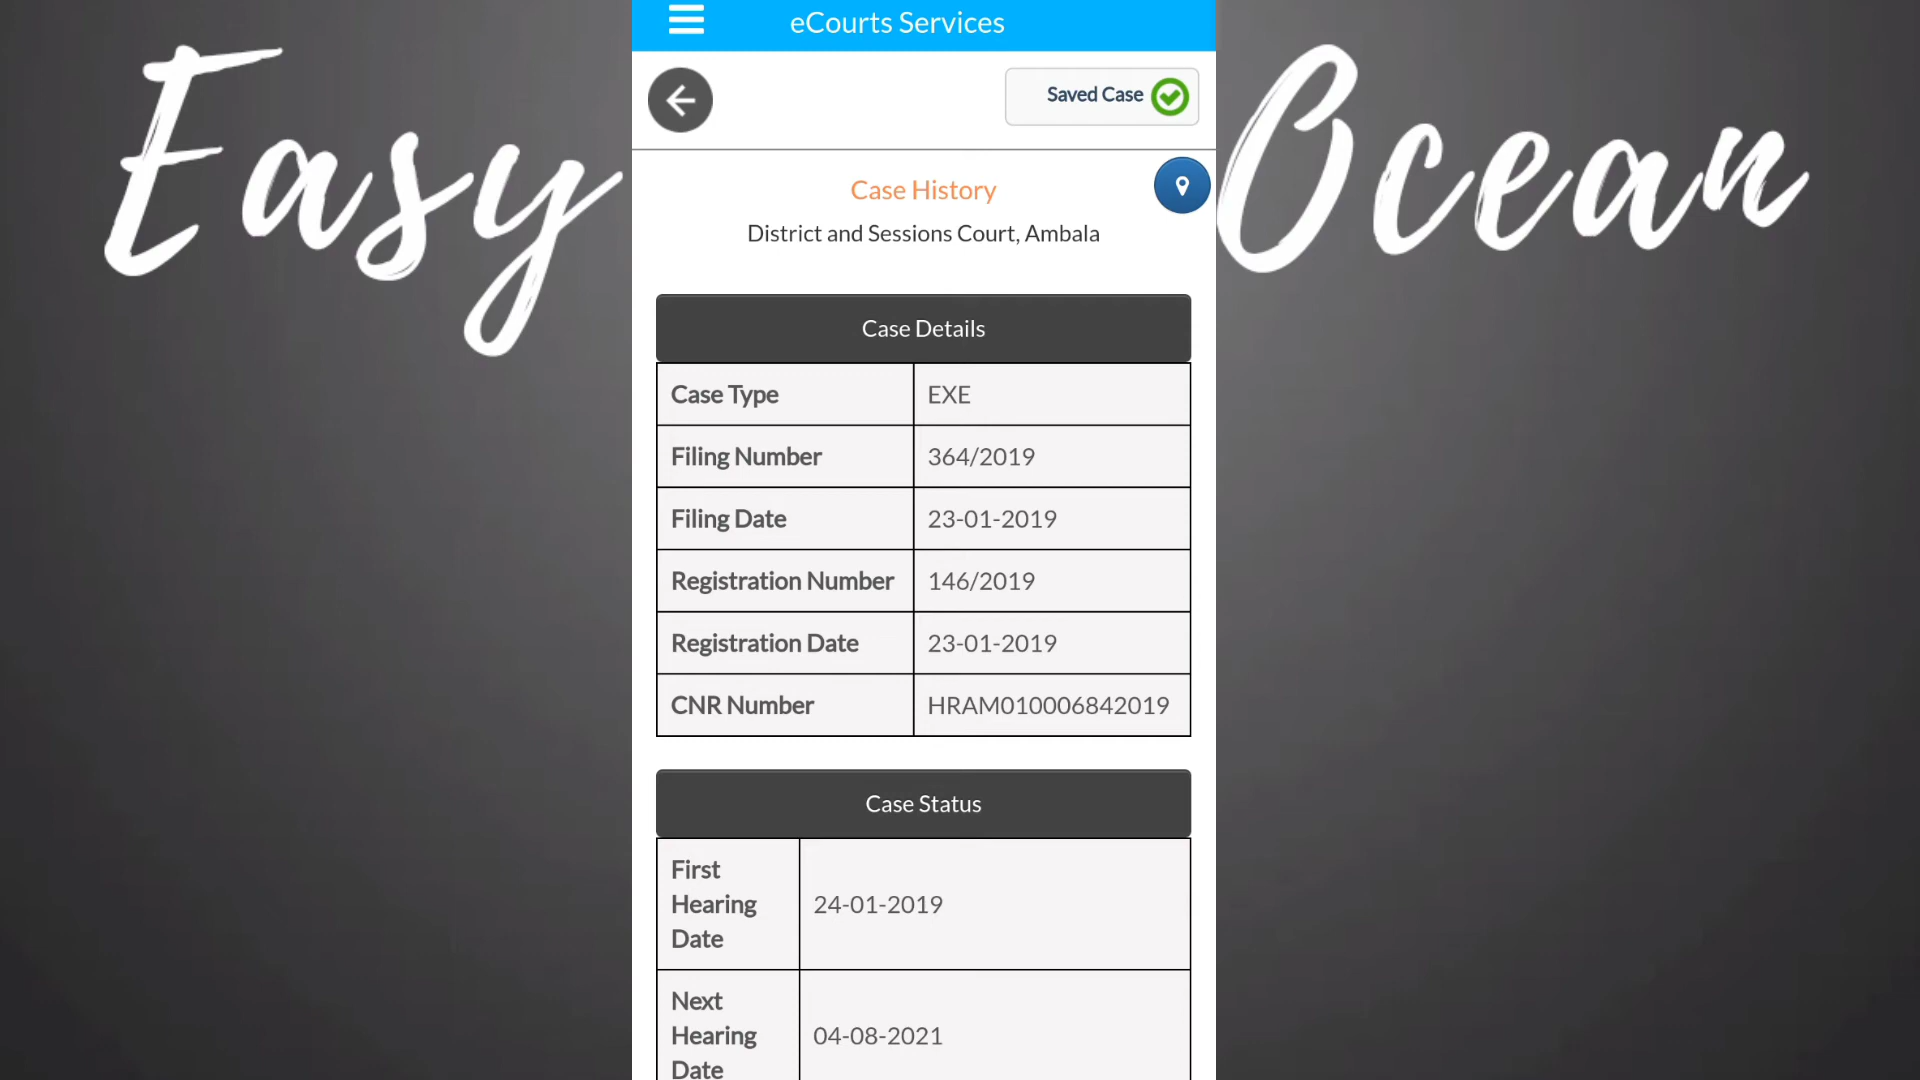 eCourts Services
Saved Case
Easy Ocean
Case History
District and Sessions Court, Ambala
Case Details
Case Type EXE
Filing Number 364/2019
Filing Date 23-01-2019
Registration Number 146/2019
Registration Date 23-01-2019
CNR Number HRAM010006842019
Case Status
First
Hearing
Date
24-01-2019
Next
Hearing
Date
04-08-2021